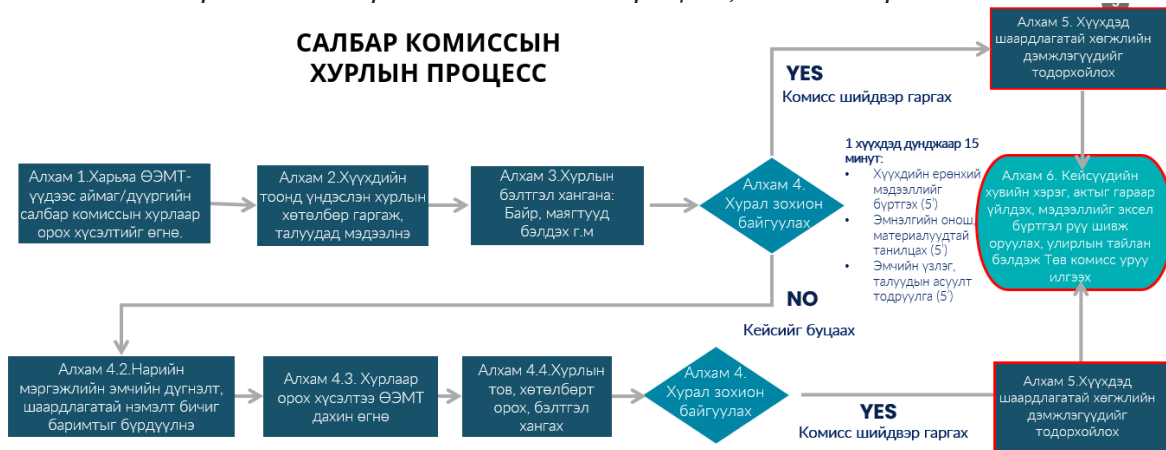 САЛБАР КОМИССЫН
ХУРЛЫН ПРОЦЕСС
YES
Комисс шийдвэр гаргах
Алхам 5. Хүүхдэд
шаардлагатай хөгжлийн
дэмжлэгүүдийг
тодорхойлох
Алхам 1.Харьяа ӨЭМТ-
үүдээс аймаг/дүүргийн
салбар комиссын хурлаар
орох хүсэлтийг өгнө.
Алхам 2.Хүүхдийн
тоонд үндэслэн хурлын
хөтөлбөр гаргаж,
талуудад мэдээлнэ
Алхам 3.Хурлын
бэлтгэл хангана:
Байр, маягтууд
бэлдэх г.м
Алхам 4.
Хурал зохион
байгуулах
1 хүүхдэд дунджаар 15
минут:
• Хүүхдийн ерөнхий
мэдээллийг
бүртгэх (5')
• Эмнэлгийн онош,
материалуудтай
танилцах (5')
• Эмчийн үзлэг,
талуудын асуулт
тодруулга (5')
Алхам 6. Кейсүүдийн
хувийн хэрэг, актыг гараар
үйлдэх, мэдээллийг эксел
бүртгэл рүү шивж
оруулах, улирлын тайлан
бэлдэж Төв комисс уруу
илгээх
NO
Кейсийг буцаах
Алхам 4.2.Нарийн
мэргэжлийн эмчийн дүгнэлт,
шаардлагатай нэмэлт бичиг
баримтыг бүрдүүлнэ
Алхам 4.3. Хурлаар
орох хүсэлтээ ӨЭМТ
дахин өгнө
Алхам 4.4.Хурлын
тов, хөтөлбөрт
орох, бэлтгэл
хангах
Алхам 4.
Хурал зохион
байгуулах
YES
Комисс шийдвэр гаргах
Алхам 5.Хүүхдэд
шаардлагатай хөгжлийн
дэмжлэгүүдийг
тодорхойлох